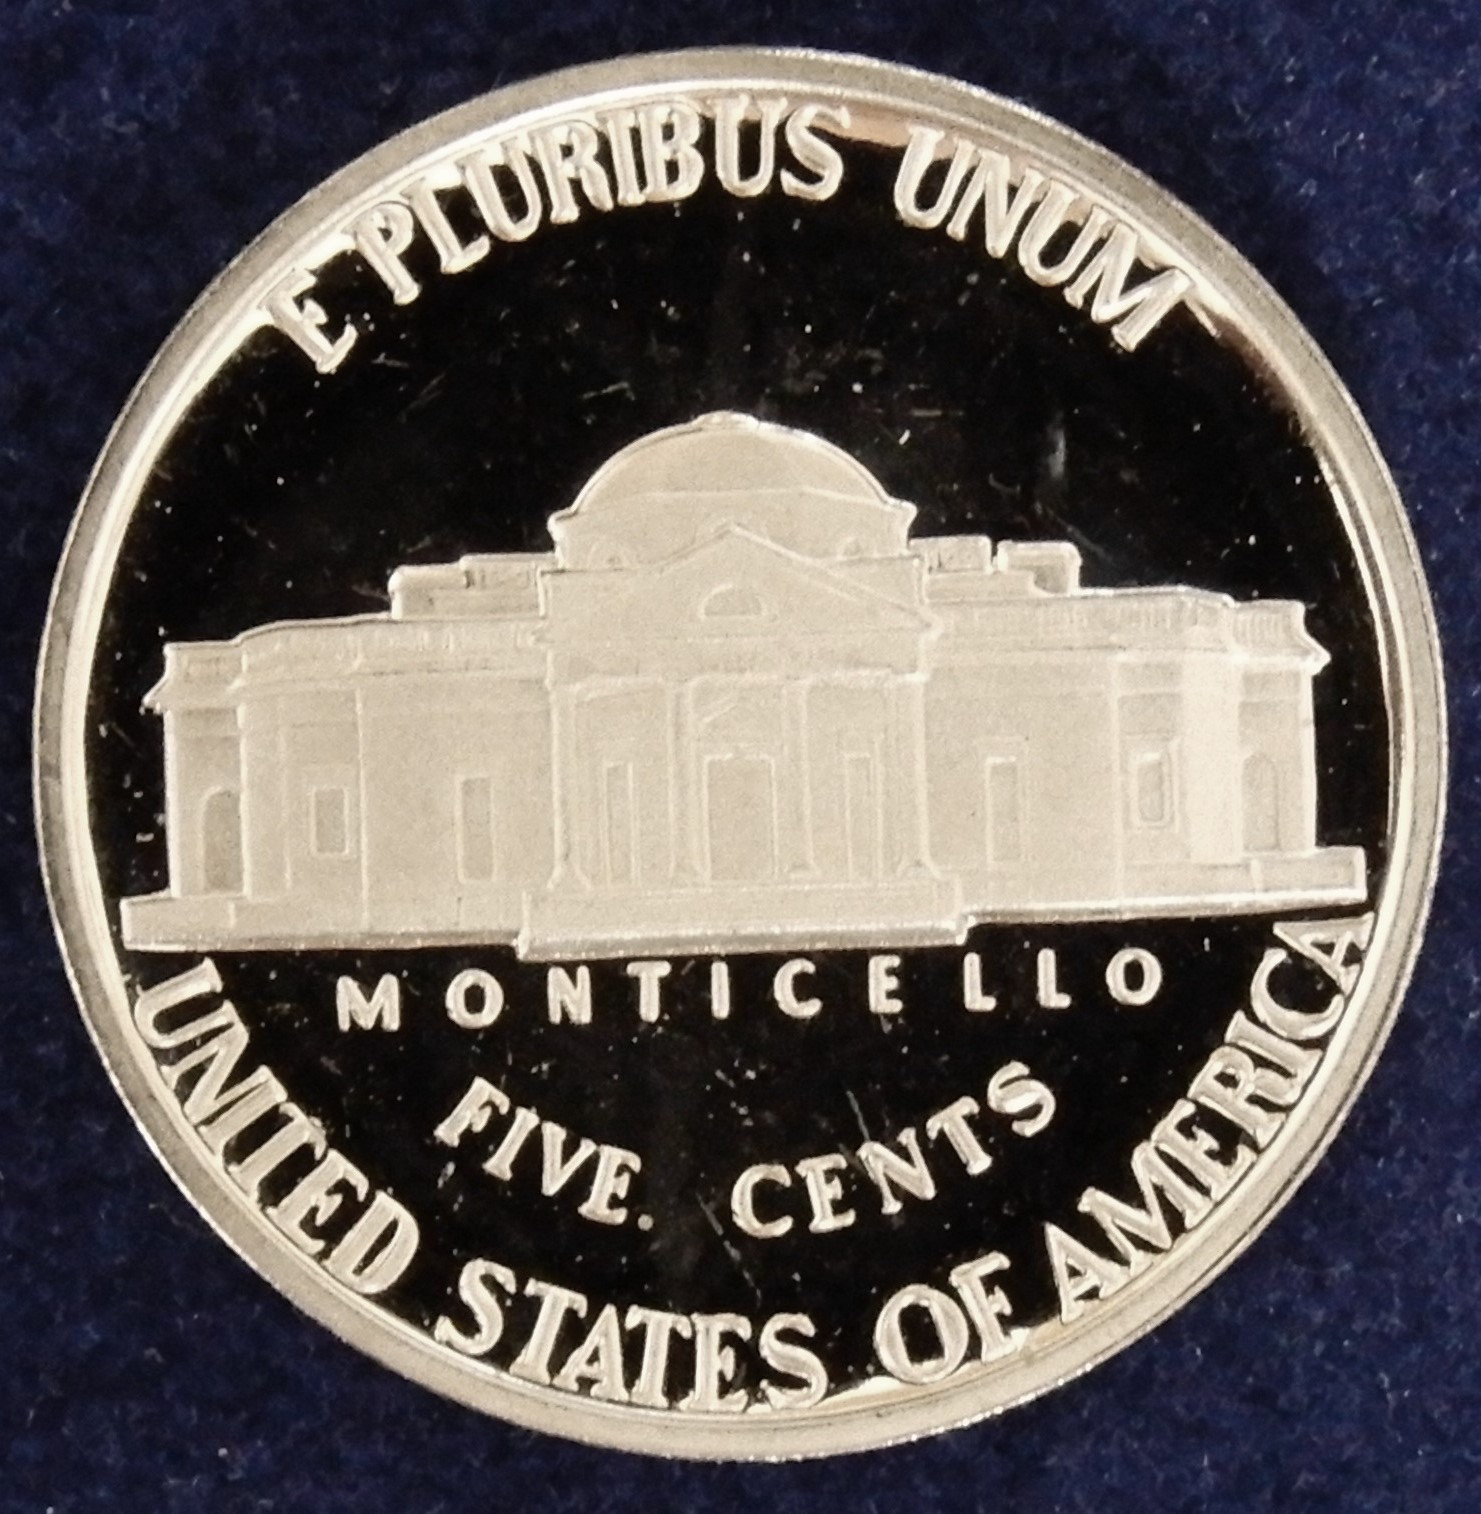 E PLURIBUS UNUM
MONTICELLO
FIVE. CENTS
UNITED STATES OF AMERICA